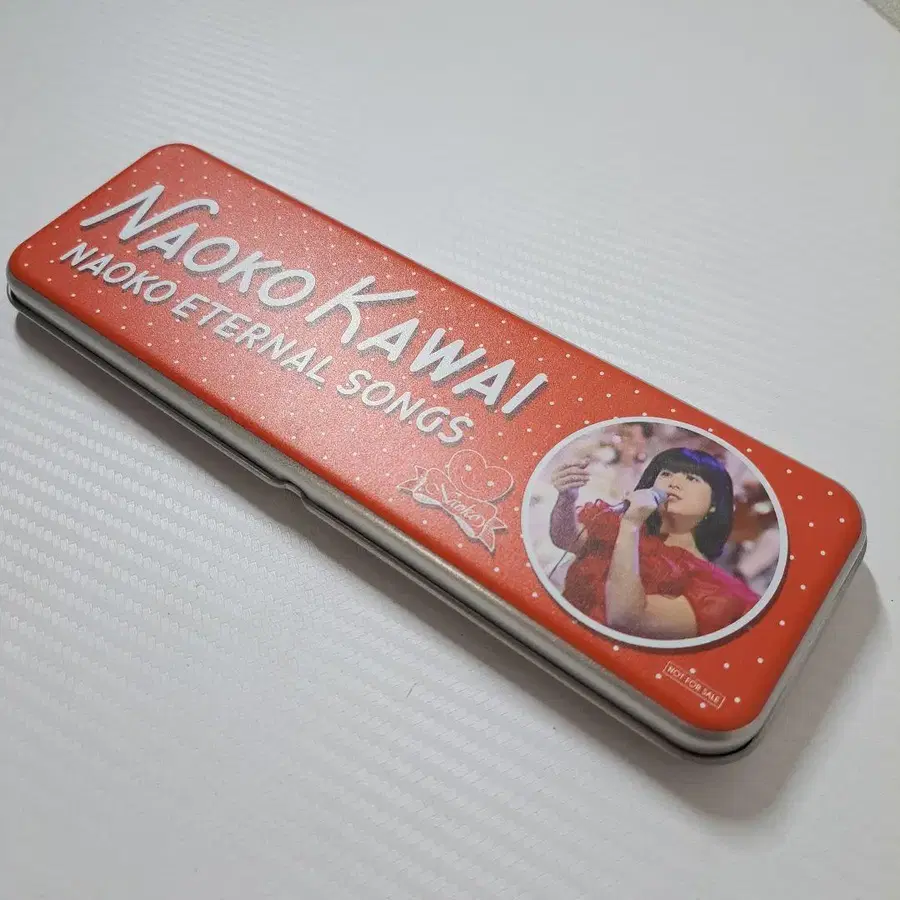 NAOKO KAWAI
NAOKO ETERNAL SONGS
Naoko
NOT FOR SALE